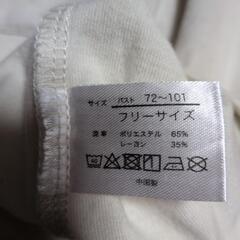 サイズ バスト 72~101
フリーサイズ
混率 ポリエステル 65%
レーヨン 35%
中国製